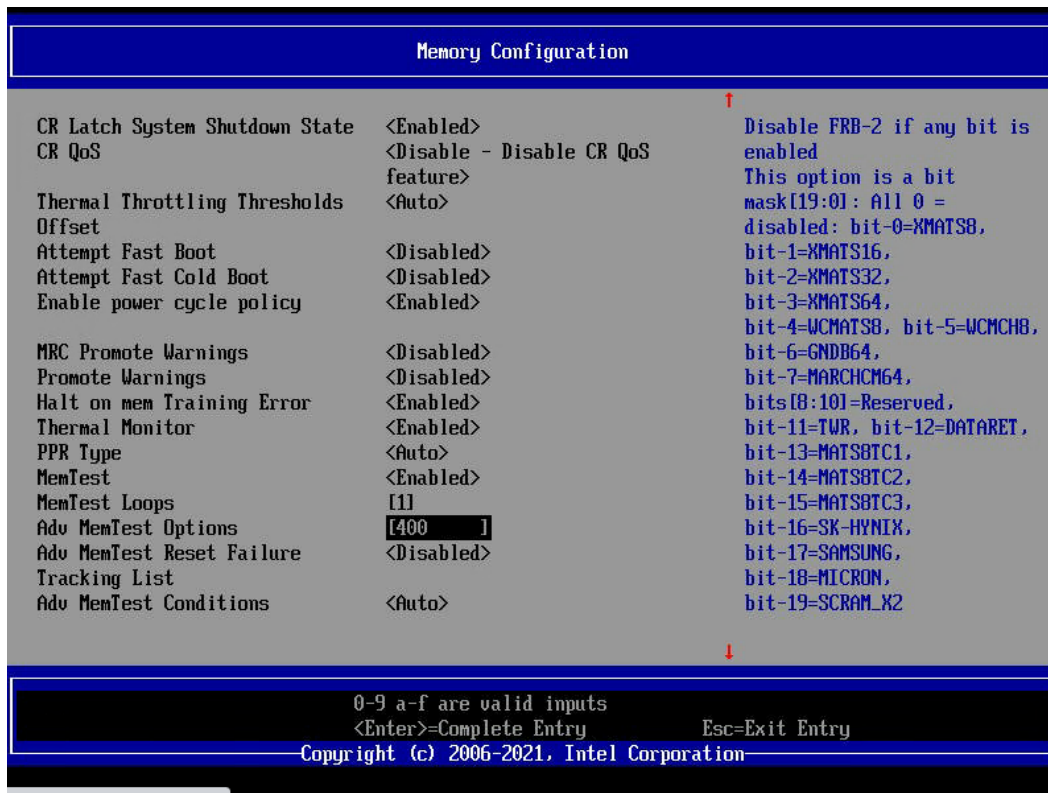 Memory Configuration
CR Latch System Shutdown State <Enabled>
CR QoS <Disable - Disable CR QoS
feature>
Thermal Throttling Thresholds <Auto>
Offset
Attempt Fast Boot <Disabled>
Attempt Fast Cold Boot <Disabled>
Enable power cycle policy <Enabled>
MRC Promote Warnings <Disabled>
Promote Warnings <Disabled>
Halt on mem Training Error <Enabled>
Thermal Monitor <Enabled>
PPR Type <Auto>
MemTest <Enabled>
MemTest Loops [1]
Adv MemTest Options [400 ]
Adv MemTest Reset Failure <Disabled>
Tracking List
Adv MemTest Conditions <Auto>
Disable FRB-2 if any bit is
enabled
This option is a bit
mask[19:0]: All 0 =
disabled: bit-0=XMATS8,
bit-1=XMATS16,
bit-2=XMATS32,
bit-3=XMATS64,
bit-4=WCMATS8, bit-5=WCMCH8,
bit-6=GNDB64,
bit-7=MARCHCM64,
bits[8:10]=Reserved,
bit-11=TWR, bit-12=DATARET,
bit-13=MATS8TC1,
bit-14=MATS8TC2,
bit-15=MATS8TC3,
bit-16=SK-HYNIX,
bit-17=SAMSUNG,
bit-18=MICRON,
bit-19=SCRAM_X2
0-9 a-f are valid inputs
<Enter>=Complete Entry Esc=Exit Entry
Copyright (c) 2006-2021, Intel Corporation